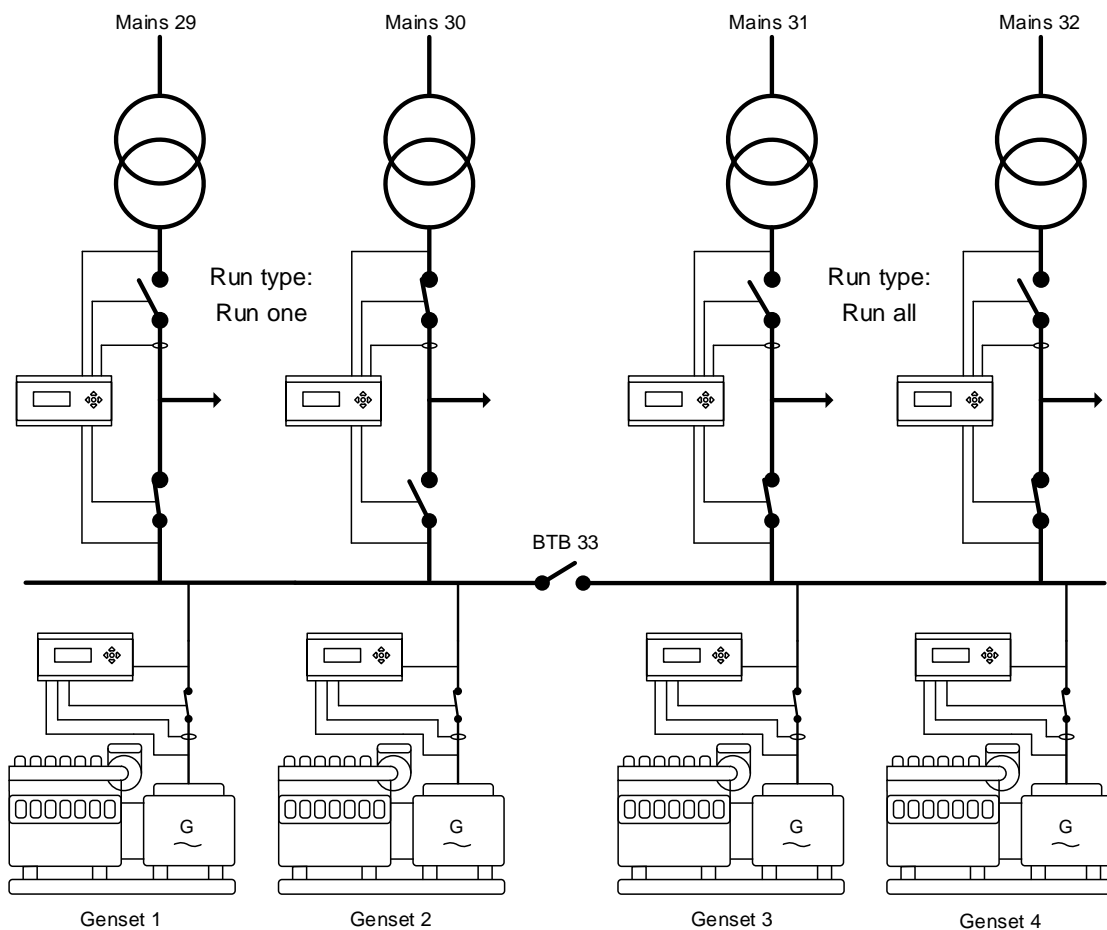 Mains 29
Mains 30
Mains 31
Mains 32
Run type:
Run one
Run type:
Run all
BTB 33
G
G
G
G
Genset 1
Genset 2
Genset 3
Genset 4